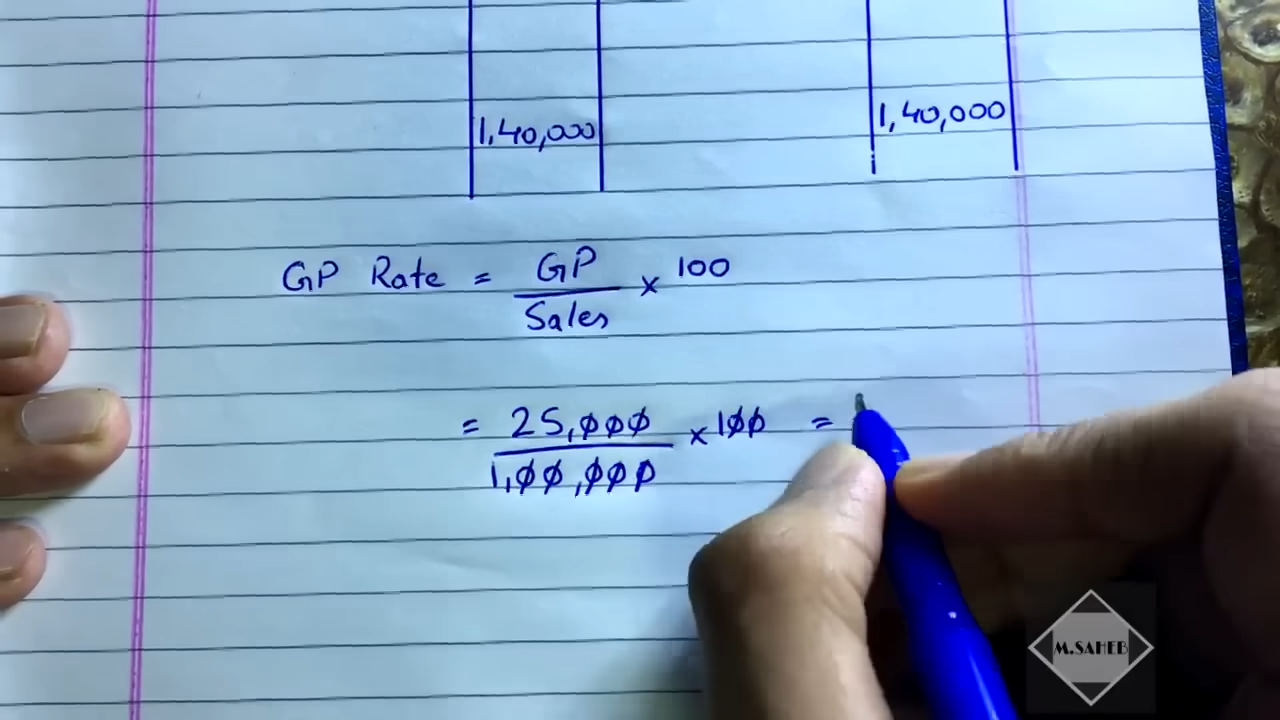 1,40,000 1,40,000
GP Rate = GP/Sales × 100
= 25,000/1,00,000 × 100 =
M.SAHEB